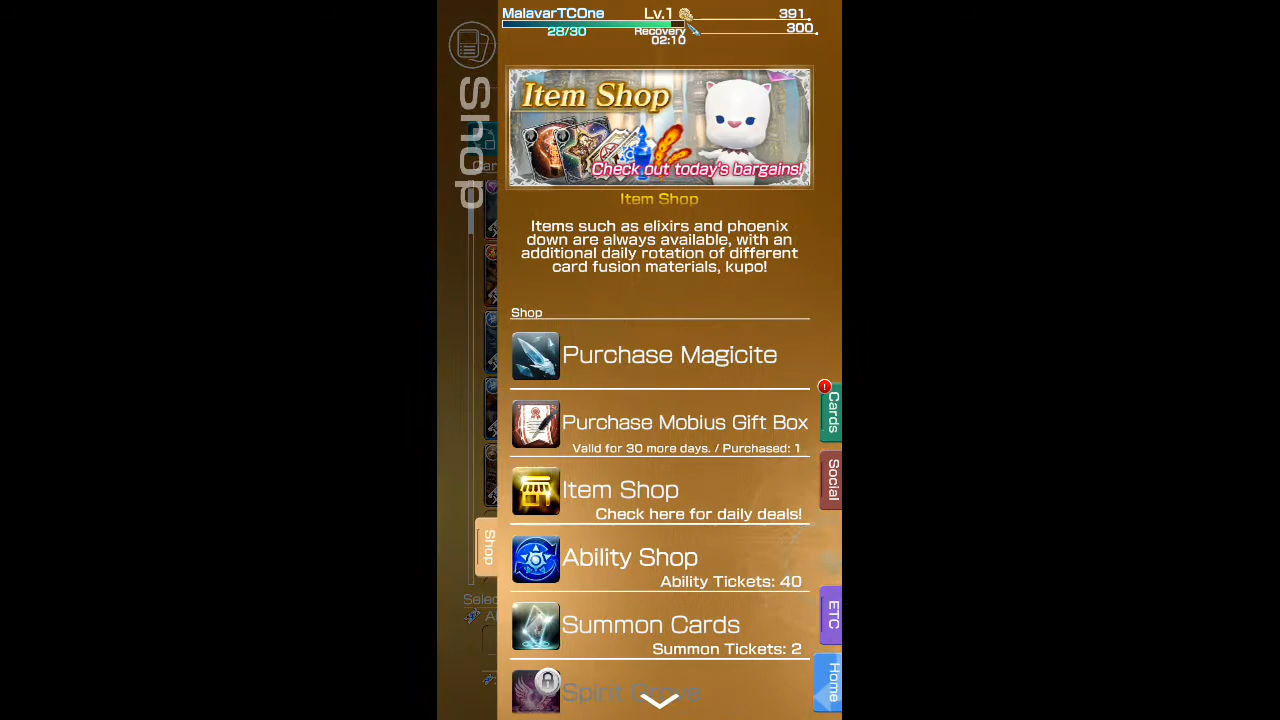 MalavarTCOne Lv.1 391
28/30 Recovery 300
02:10
Shop
Item Shop
Check out today's bargains!
Item Shop
Items such as elixirs and phoenix
down are always available, with an
additional daily rotation of different
card fusion materials, kupo!
Shop
Purchase Magicite
Purchase Mobius Gift Box
Valid for 30 more days. / Purchased: 1
Item Shop
Check here for daily deals!
Ability Shop
Ability Tickets: 40
Summon Cards
Summon Tickets: 2
Spirit Grove
Shop
Cards
Social
ETC
Home